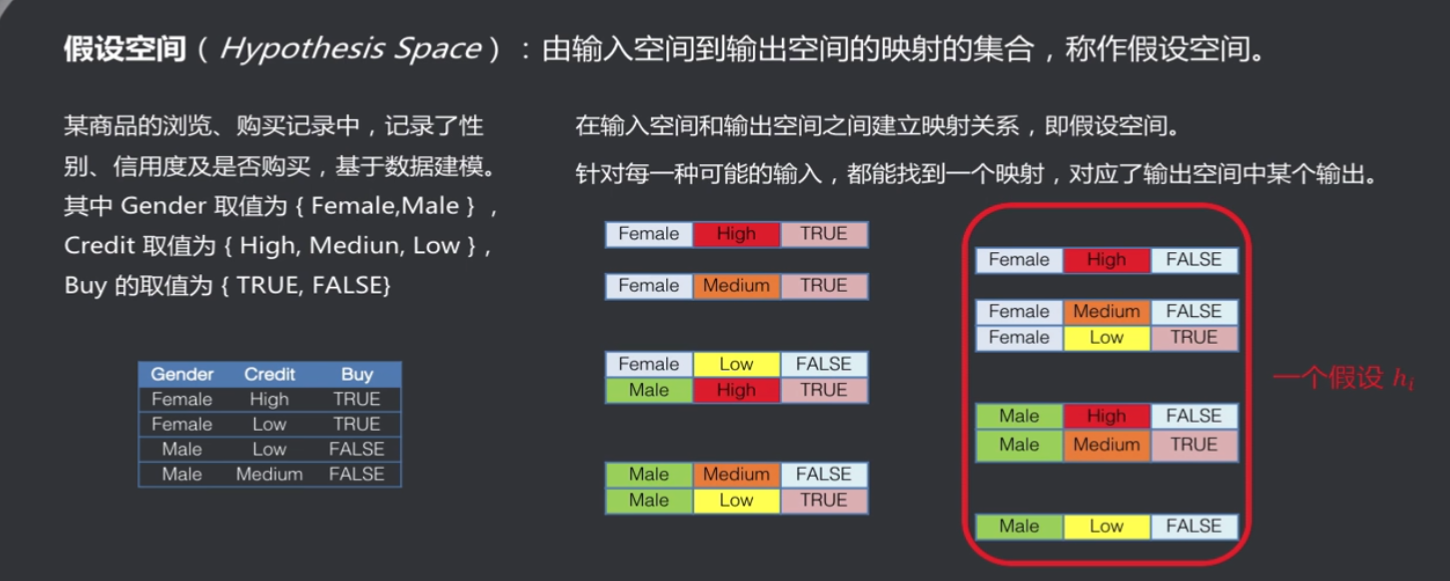 假设空间（Hypothesis Space）：由输入空间到输出空间的映射的集合，称作假设空间。
某商品的浏览、购买记录中，记录了性
别、信用度及是否购买，基于数据建模。
其中 Gender 取值为 { Female,Male } ，
Credit 取值为 { High, Mediun, Low } ,
Buy 的取值为 { TRUE, FALSE}
Gender Credit Buy
Female High TRUE
Female Low TRUE
Male Low FALSE
Male Medium FALSE
在输入空间和输出空间之间建立映射关系，即假设空间。
针对每一种可能的输入，都能找到一个映射，对应了输出空间中某个输出。
Female High TRUE
Female Medium TRUE
Female Low FALSE
Male High TRUE
Male Medium FALSE
Male Low TRUE
Female High FALSE
Female Medium FALSE
Female Low TRUE
Male High FALSE
Male Medium TRUE
Male Low FALSE
一个假设 hᵢ